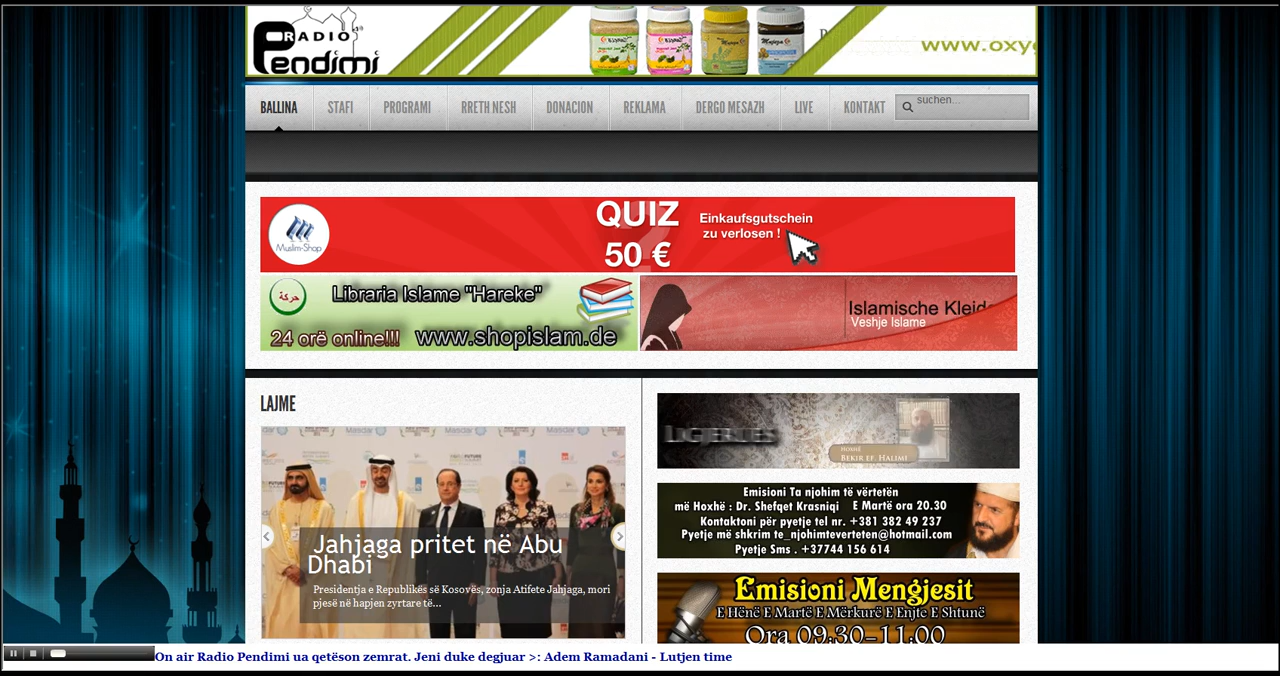 RADIO
Pendimi
www.oxyg
BALLINA
STAFI
PROGRAMI
RRETH NESH
DONACION
REKLAMA
DERGO MESAZH
LIVE
KONTAKT
suchen...
QUIZ
50 €
Einkaufsgutschein
zu verlosen !
Muslim-Shop
حركة
Libraria Islame "Hareke"
24 orë online!!!
www.shopislam.de
Islamische Kleid
Veshje Islame
LAJME
Masdar
Masdar
Jahjaga pritet në Abu
Dhabi
Presidentja e Republikës së Kosovës, zonja Atifete Jahjaga, mori
pjesë në hapjen zyrtare të...
LIGJERUES
HOXHË
BEKIR EF. HALIMI
Emisioni Ta njohim të vërtetën
më Hoxhë : Dr. Shefqet Krasniqi E Martë ora 20.30
Kontaktoni për pyetje tel nr. +381 382 49 237
Pyetje më shkrim te_njohimteverteten@hotmail.com
Pyetje Sms . +37744 156 614
Emisioni Mengjesit
E Hënë E Martë E Mërkurë E Enjte E Shtunë
Ora 09:30-11:00
On air Radio Pendimi ua qetëson zemrat. Jeni duke degjuar >: Adem Ramadani - Lutjen time